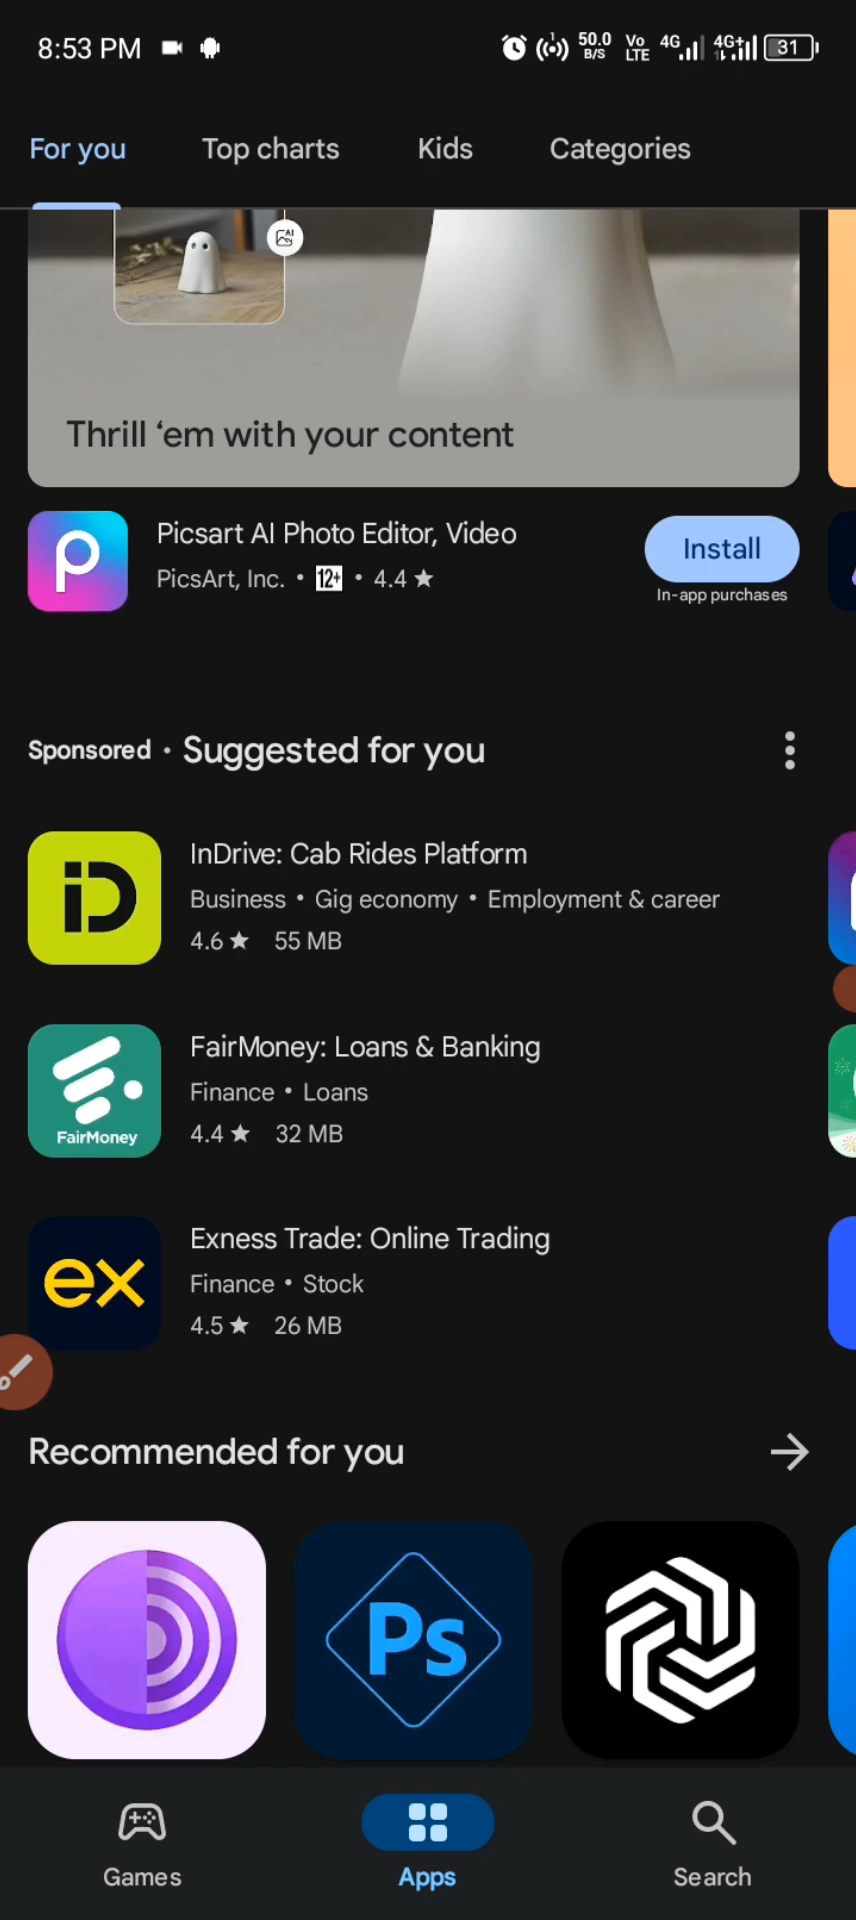 8:53 PM 50.0 B/S Vo LTE 4G 4G+ 31
For you Top charts Kids Categories
AI
Thrill ‘em with your content
Picsart AI Photo Editor, Video
PicsArt, Inc. • 12+ • 4.4 ★
Install
In-app purchases
Sponsored • Suggested for you
iD
InDrive: Cab Rides Platform
Business • Gig economy • Employment & career
4.6 ★ 55 MB
FairMoney
FairMoney: Loans & Banking
Finance • Loans
4.4 ★ 32 MB
ex
Exness Trade: Online Trading
Finance • Stock
4.5 ★ 26 MB
Recommended for you
Ps
Games Apps Search